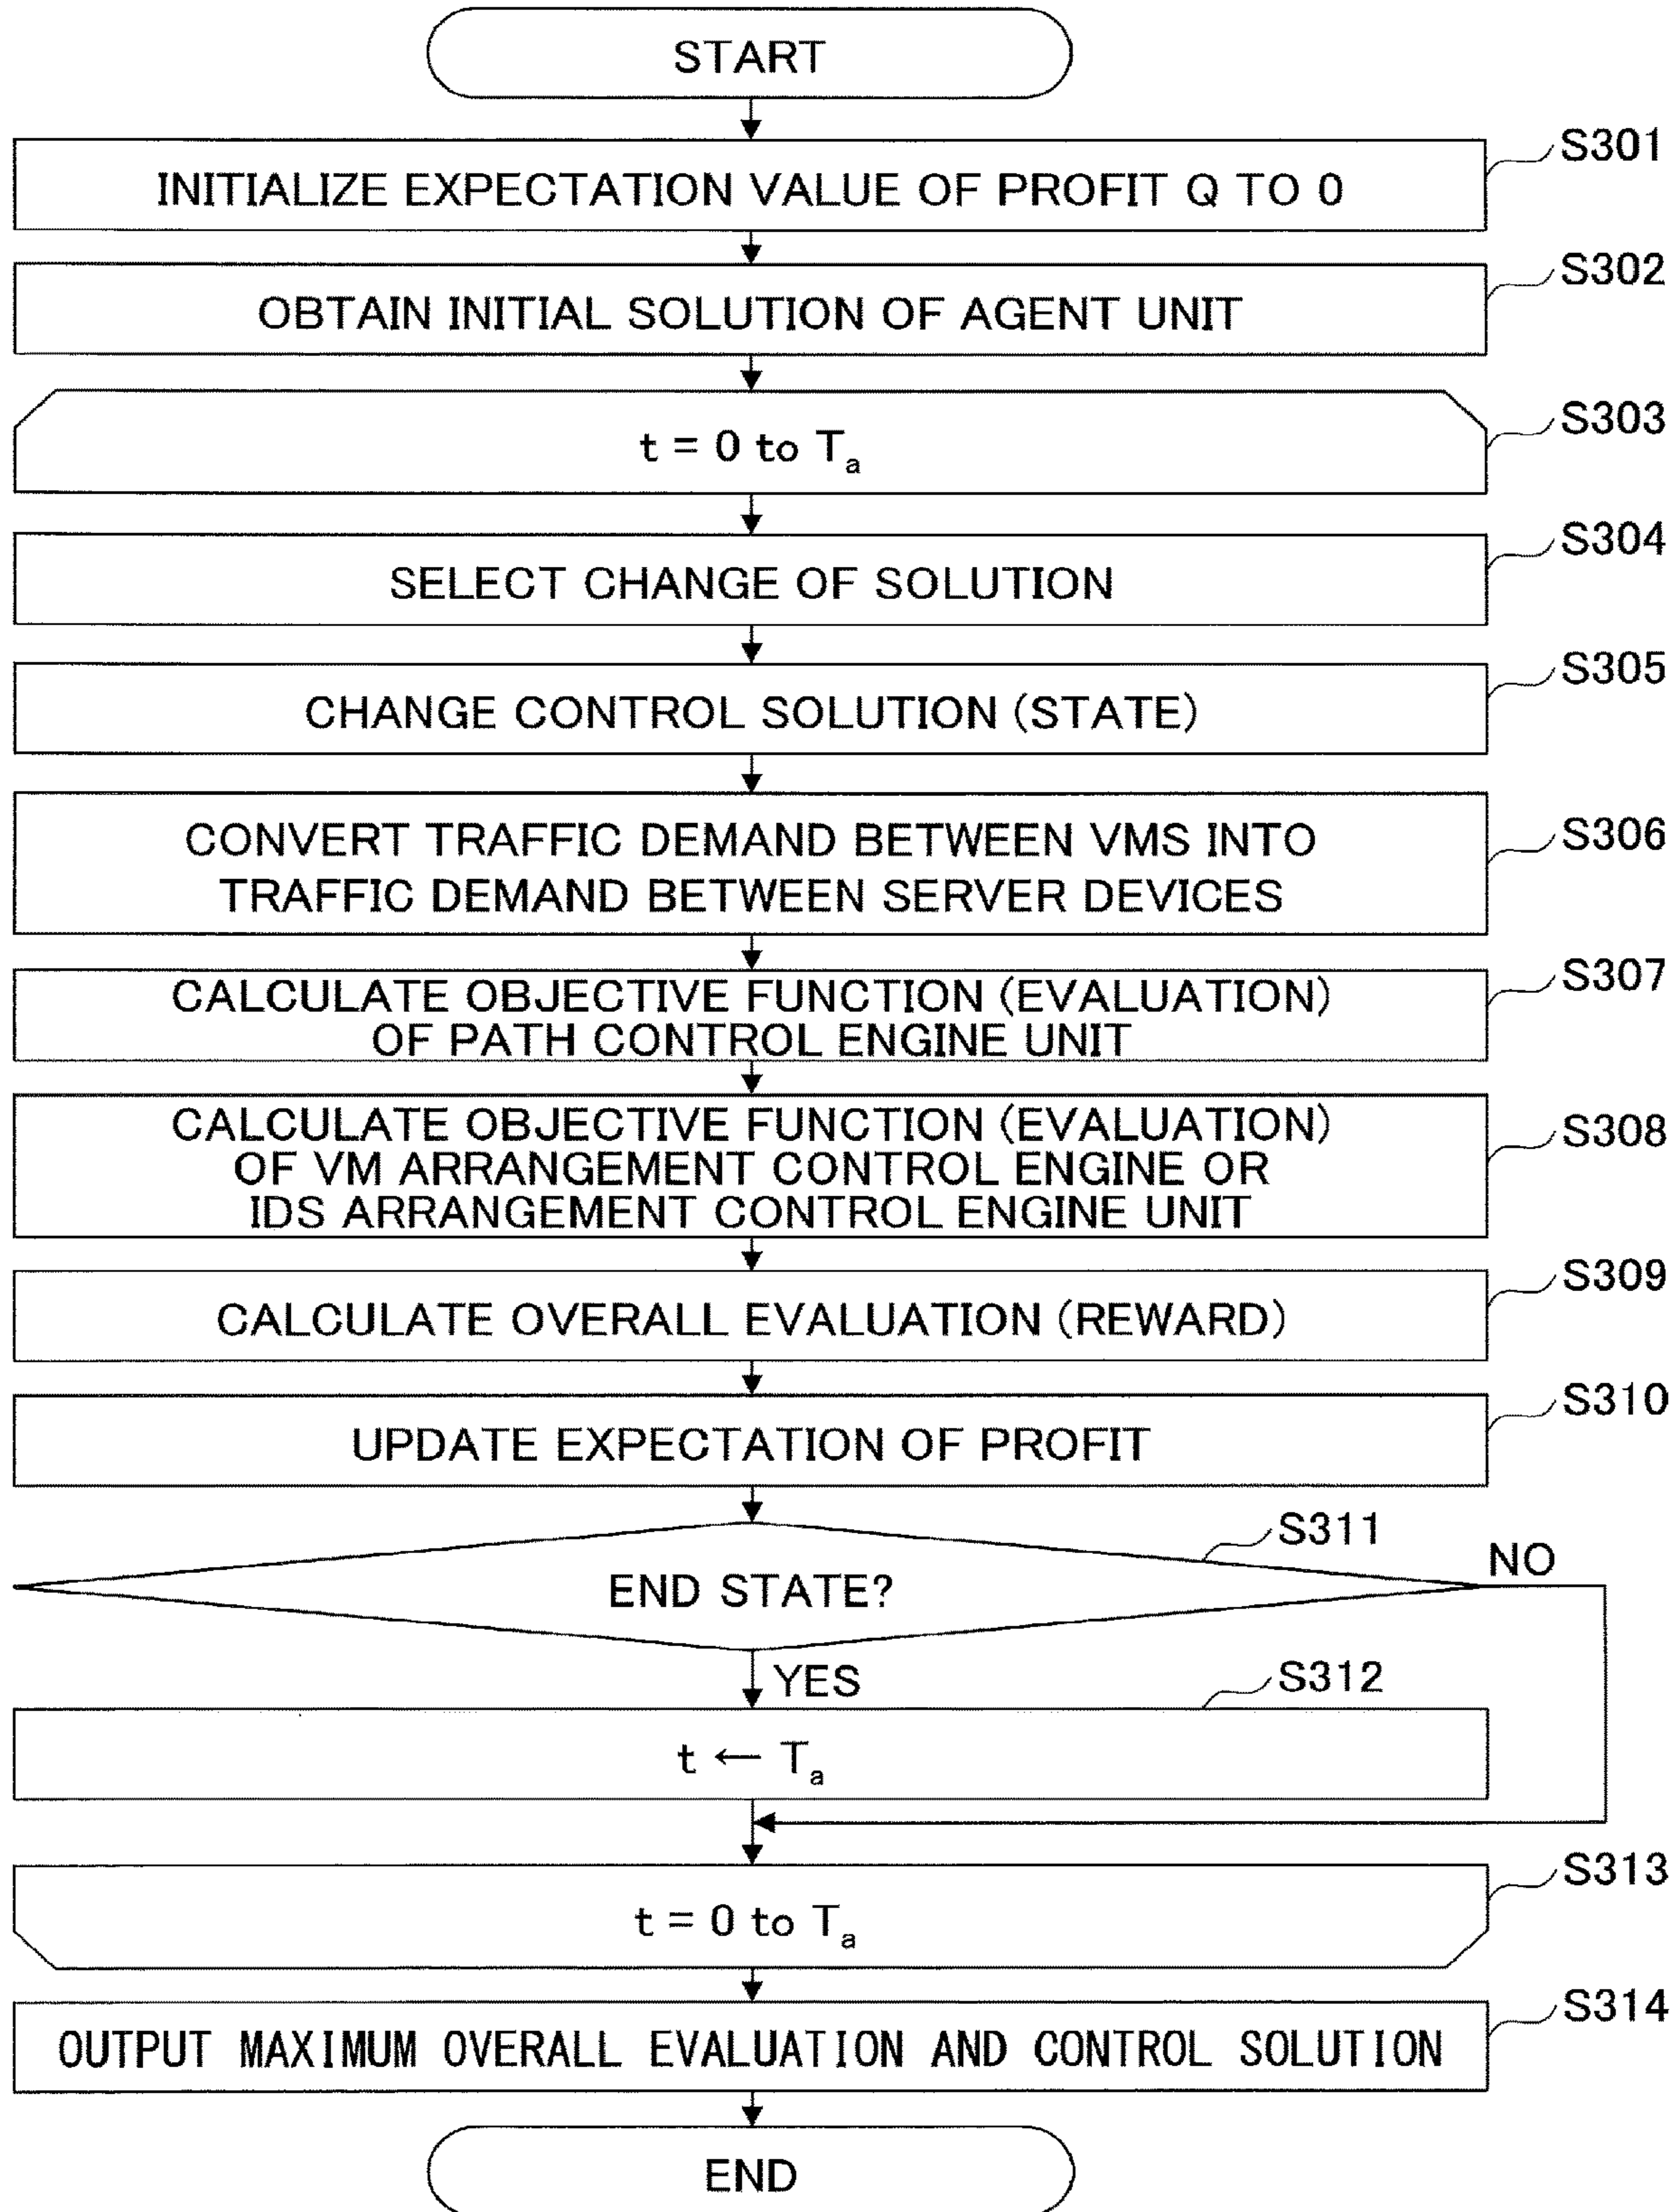 START
S301
INITIALIZE EXPECTATION VALUE OF PROFIT Q TO 0
S302
OBTAIN INITIAL SOLUTION OF AGENT UNIT
S303
t = 0 to Ta
S304
SELECT CHANGE OF SOLUTION
S305
CHANGE CONTROL SOLUTION (STATE)
S306
CONVERT TRAFFIC DEMAND BETWEEN VMS INTO
TRAFFIC DEMAND BETWEEN SERVER DEVICES
S307
CALCULATE OBJECTIVE FUNCTION (EVALUATION)
OF PATH CONTROL ENGINE UNIT
S308
CALCULATE OBJECTIVE FUNCTION (EVALUATION)
OF VM ARRANGEMENT CONTROL ENGINE OR
IDS ARRANGEMENT CONTROL ENGINE UNIT
S309
CALCULATE OVERALL EVALUATION (REWARD)
S310
UPDATE EXPECTATION OF PROFIT
S311
NO
END STATE?
YES
S312
t ← Ta
S313
t = 0 to Ta
S314
OUTPUT MAXIMUM OVERALL EVALUATION AND CONTROL SOLUTION
END